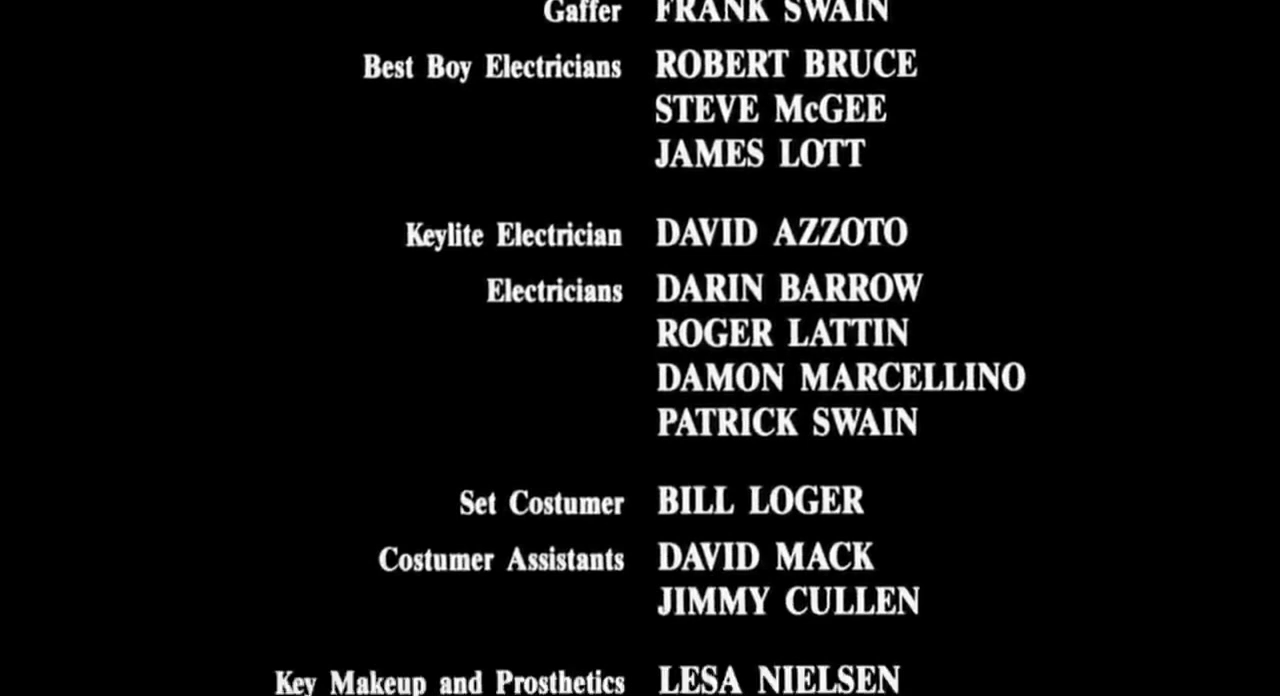 Gaffer FRANK SWAIN
Best Boy Electricians ROBERT BRUCE
STEVE McGEE
JAMES LOTT
Keylite Electrician DAVID AZZOTO
Electricians DARIN BARROW
ROGER LATTIN
DAMON MARCELLINO
PATRICK SWAIN
Set Costumer BILL LOGER
Costumer Assistants DAVID MACK
JIMMY CULLEN
Key Makeup and Prosthetics LESA NIELSEN